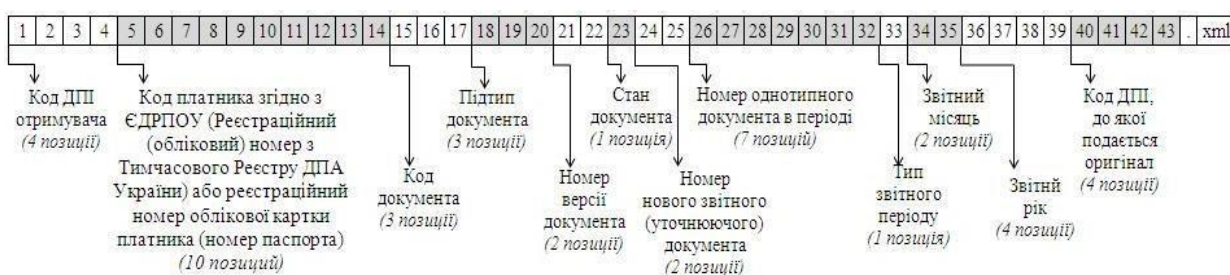 1 2 3 4 5 6 7 8 9 10 11 12 13 14 15 16 17 18 19 20 21 22 23 24 25 26 27 28 29 30 31 32 33 34 35 36 37 38 39 40 41 42 43 . xml
Код ДПІ
отримувача
(4 позиції)
Код платника згідно з
ЄДРПОУ (Реєстраційний
(обліковий) номер з
Тимчасового Реєстру ДПА
України) або реєстраційний
номер облікової картки
платника (номер паспорта)
(10 позиций)
Код
документа
(3 позиції)
Підтип
документа
(3 позиції)
Номер
версії
документа
(2 позиції)
Стан
документа
(1 позиція)
Номер
нового звітного
(уточнюючого)
документа
(2 позиції)
Номер однотипного
документа в періоді
(7 позицій)
Тип
звітного
періоду
(1 позиція)
Звітний
місяць
(2 позиції)
Звітнй
рік
(4 позиції)
Код ДПІ,
до якої
подається
оригінал
(4 позиції)